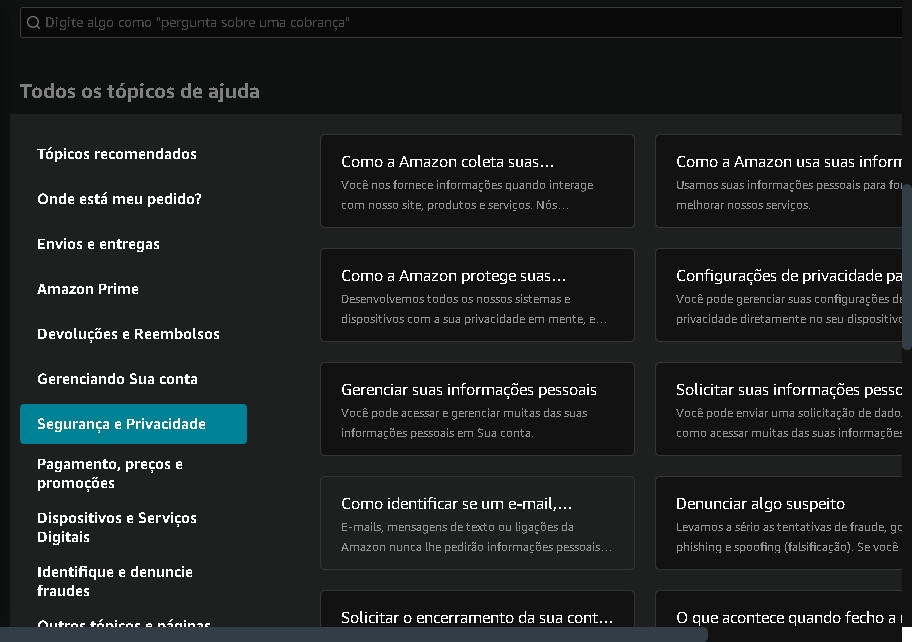 Digite algo como "pergunta sobre uma cobrança"
Todos os tópicos de ajuda
Tópicos recomendados
Onde está meu pedido?
Envios e entregas
Amazon Prime
Devoluções e Reembolsos
Gerenciando Sua conta
Segurança e Privacidade
Pagamento, preços e
promoções
Dispositivos e Serviços
Digitais
Identifique e denuncie
fraudes
Outros tópicos e páginas
Como a Amazon coleta suas...
Você nos fornece informações quando interage
com nosso site, produtos e serviços. Nós...
Como a Amazon usa suas inform
Usamos suas informações pessoais para fo
melhorar nossos serviços.
Como a Amazon protege suas...
Desenvolvemos todos os nossos sistemas e
dispositivos com a sua privacidade em mente, e...
Configurações de privacidade pa
Você pode gerenciar suas configurações de
privacidade diretamente no seu dispositivo
Gerenciar suas informações pessoais
Você pode acessar e gerenciar muitas das suas
informações pessoais em Sua conta.
Solicitar suas informações pesso
Você pode enviar uma solicitação de dado
como acessar muitas das suas informações
Como identificar se um e-mail,...
E-mails, mensagens de texto ou ligações da
Amazon nunca lhe pedirão informações pessoais...
Denunciar algo suspeito
Levamos a sério as tentativas de fraude, go
phishing e spoofing (falsificação). Se você
Solicitar o encerramento da sua cont...
O que acontece quando fecho a